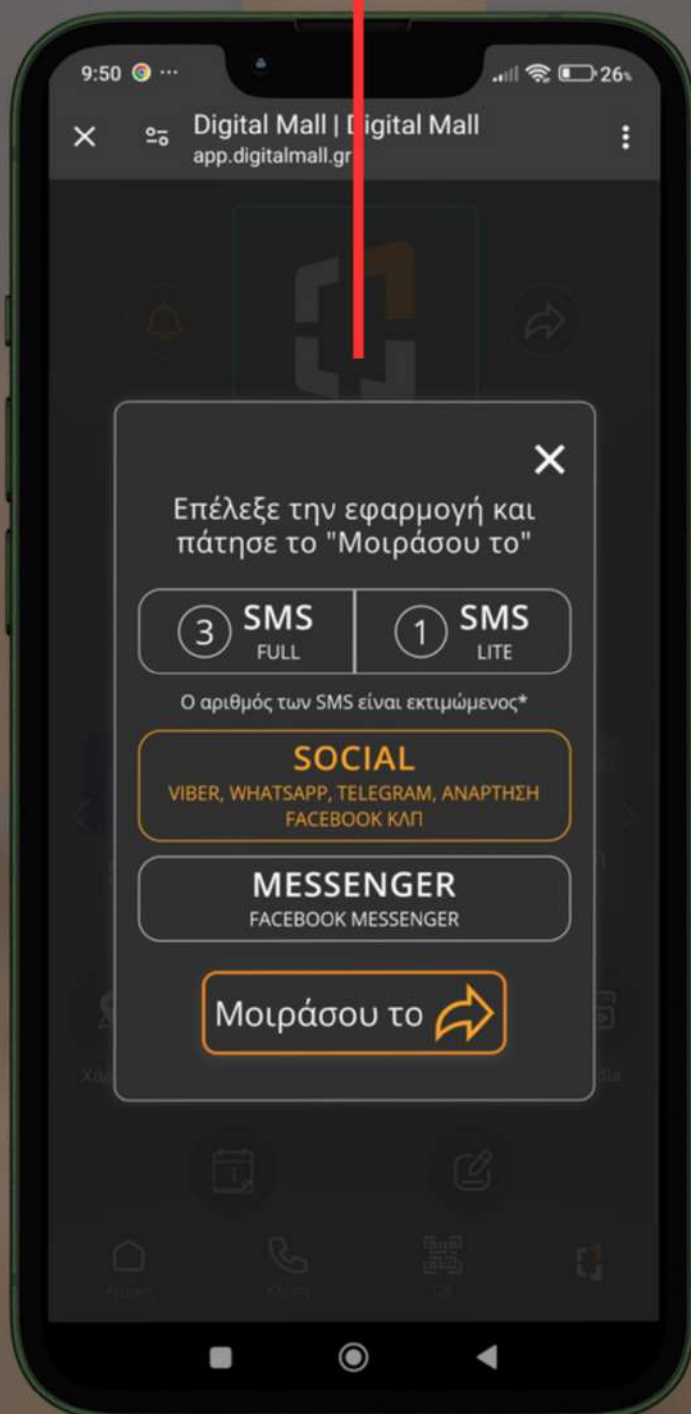 9:50
26%
Digital Mall | Digital Mall
app.digitalmall.gr
Επέλεξε την εφαρμογή και
πάτησε το "Μοιράσου το"
3 SMS FULL
1 SMS LITE
Ο αριθμός των SMS είναι εκτιμώμενος*
SOCIAL
VIBER, WHATSAPP, TELEGRAM, ΑΝΑΡΤΗΣΗ
FACEBOOK ΚΛΠ
MESSENGER
FACEBOOK MESSENGER
Μοιράσου το